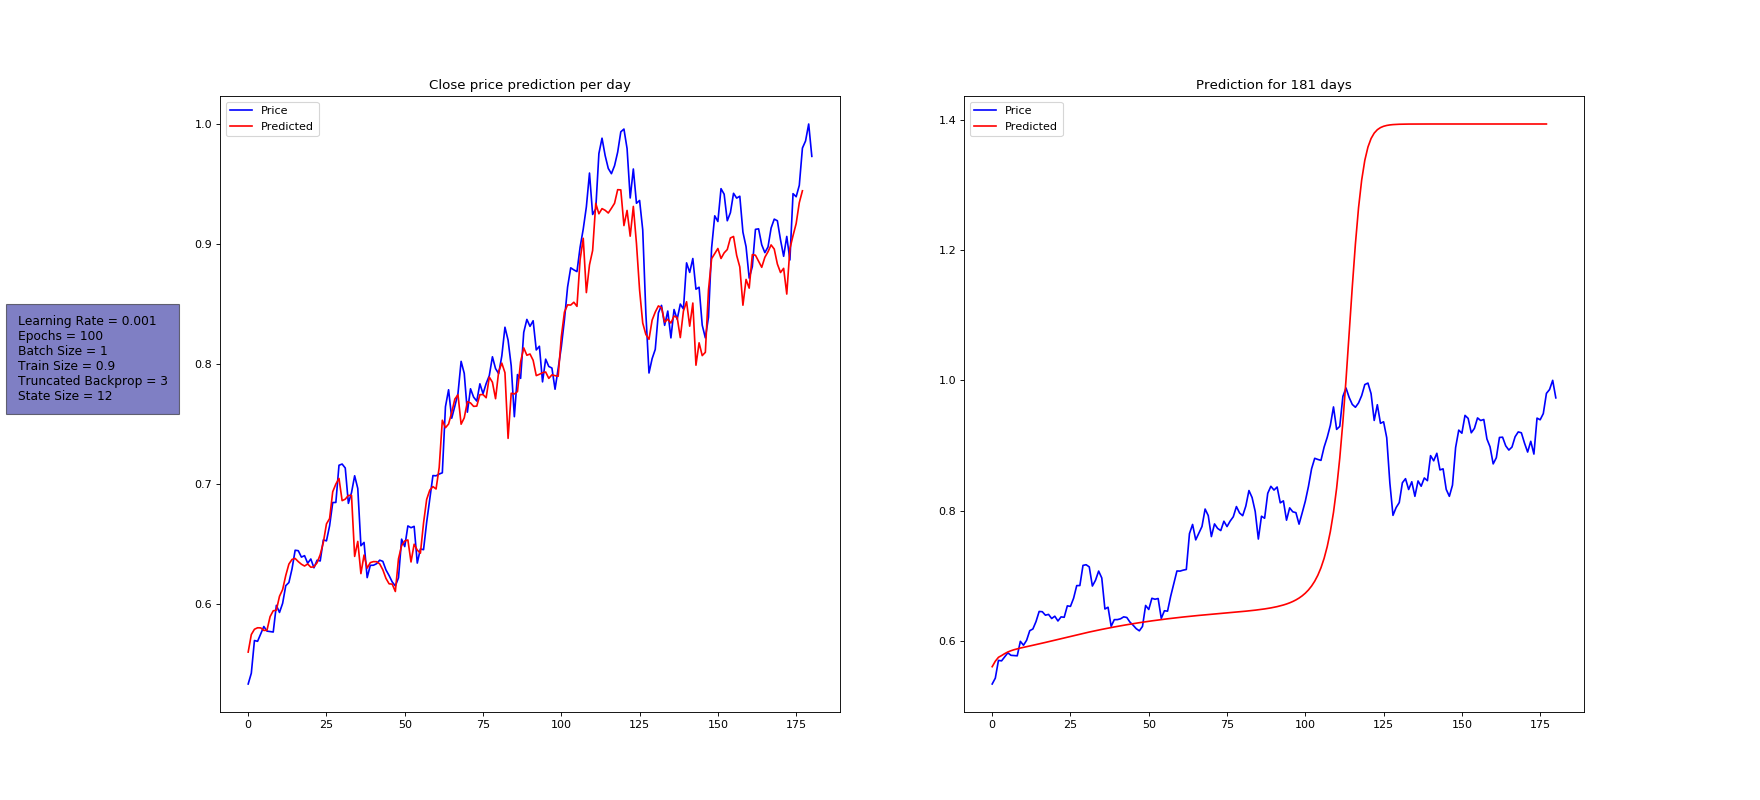 Learning Rate = 0.001
Epochs = 100
Batch Size = 1
Train Size = 0.9
Truncated Backprop = 3
State Size = 12
Close price prediction per day
Price
Predicted
1.0
0.9
0.8
0.7
0.6
0 25 50 75 100 125 150 175
Prediction for 181 days
Price
Predicted
1.4
1.2
1.0
0.8
0.6
0 25 50 75 100 125 150 175